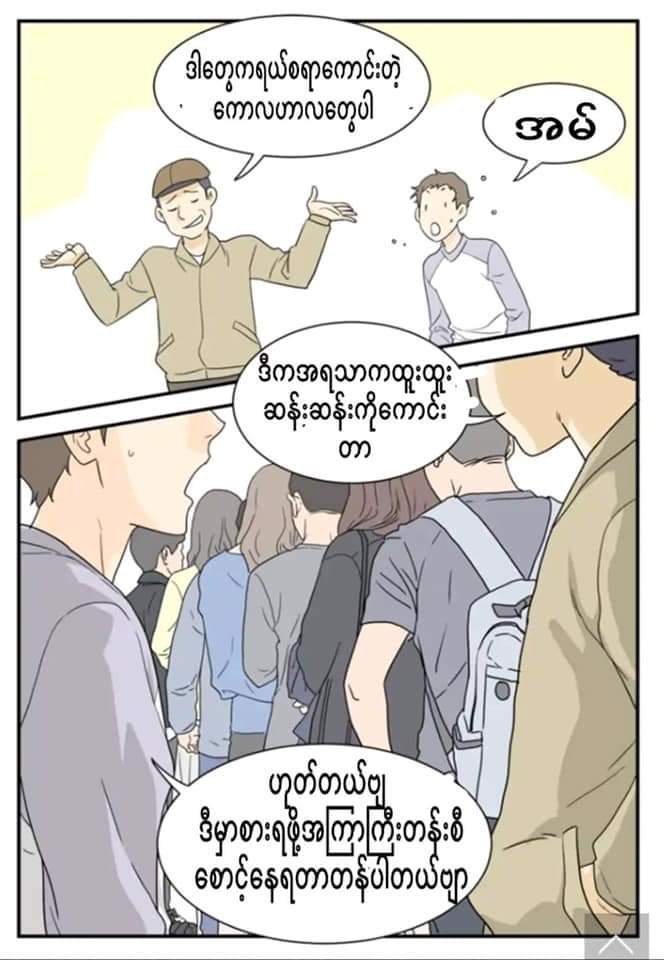 ဒါတွေကရယ်စရာကောင်းတဲ့
ကောလဟာလတွေပါ
အမ်
ဒီကအရသာကထူးထူး
ဆန်းဆန်းကိုကောင်း
တာ
ဟုတ်တယ်ဗျ
ဒီမှာစားရဖို့အကြာကြီးတန်းစီ
စောင့်နေရတာတန်ပါတယ်ဗျာ